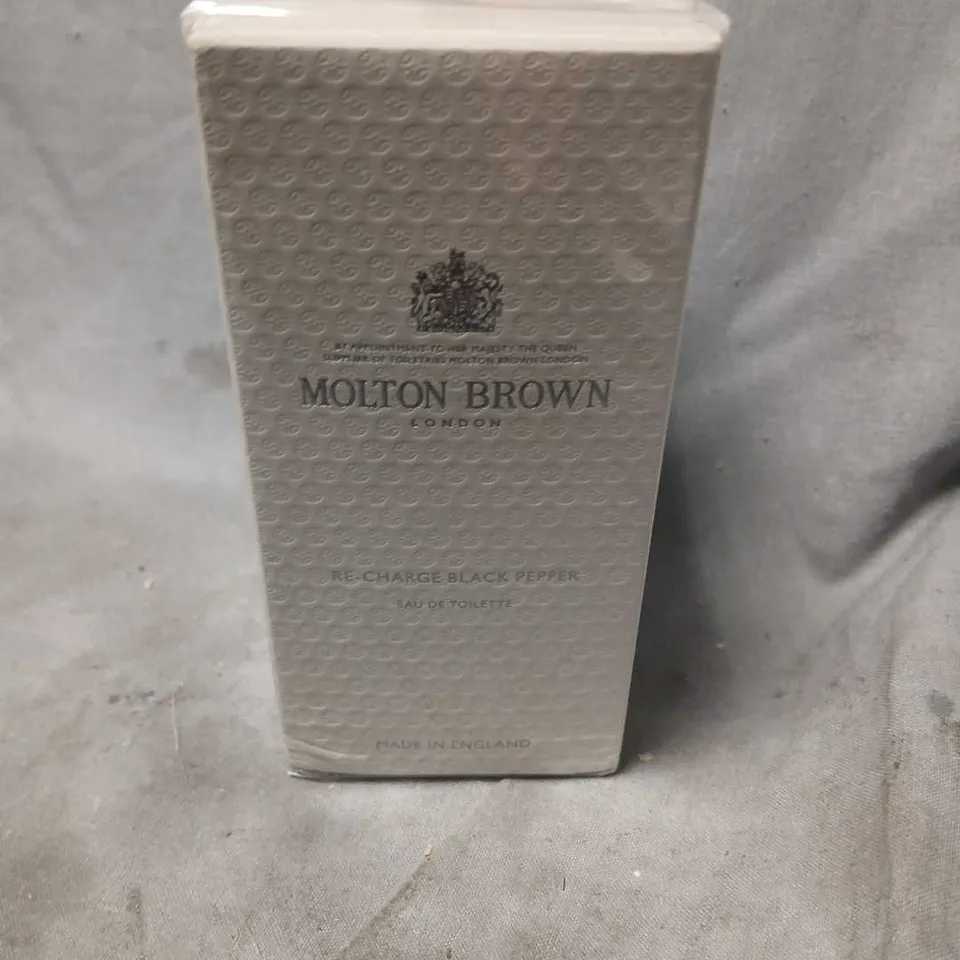 BY APPOINTMENT TO HER MAJESTY THE QUEEN
SUPPLIER OF TOILETRIES MOLTON BROWN LONDON
MOLTON BROWN
LONDON
RE-CHARGE BLACK PEPPER
EAU DE TOILETTE
MADE IN ENGLAND